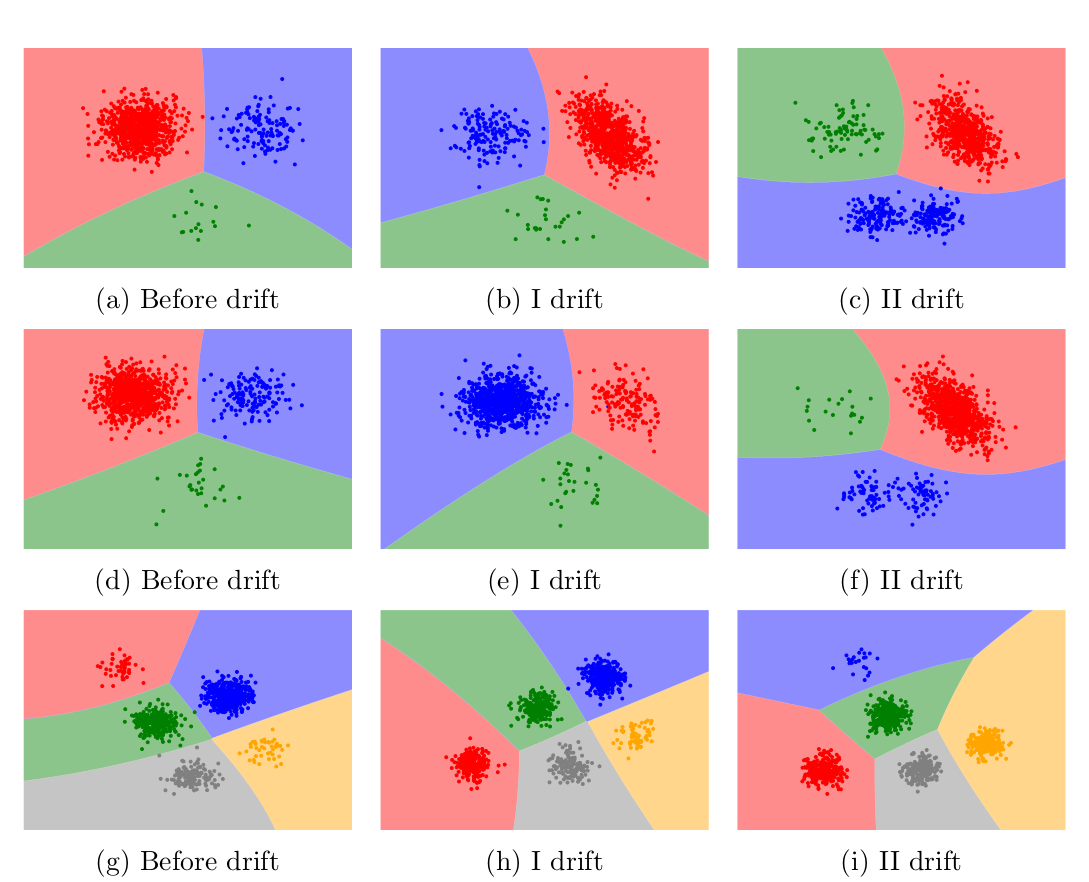 (a) Before drift
(b) I drift
(c) II drift
(d) Before drift
(e) I drift
(f) II drift
(g) Before drift
(h) I drift
(i) II drift